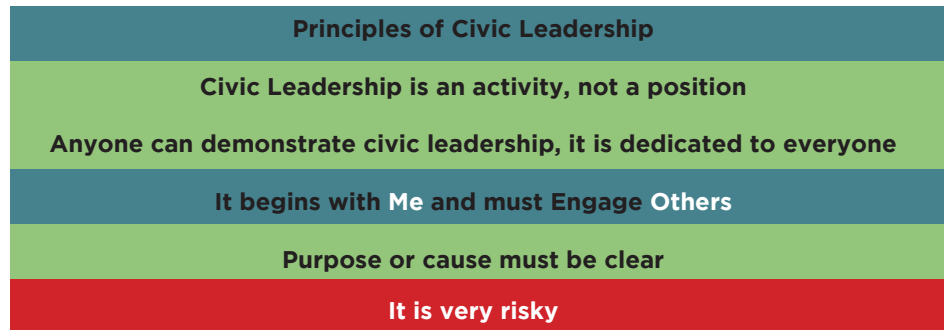 Principles of Civic Leadership
Civic Leadership is an activity, not a position
Anyone can demonstrate civic leadership, it is dedicated to everyone
It begins with Me and must Engage Others
Purpose or cause must be clear
It is very risky